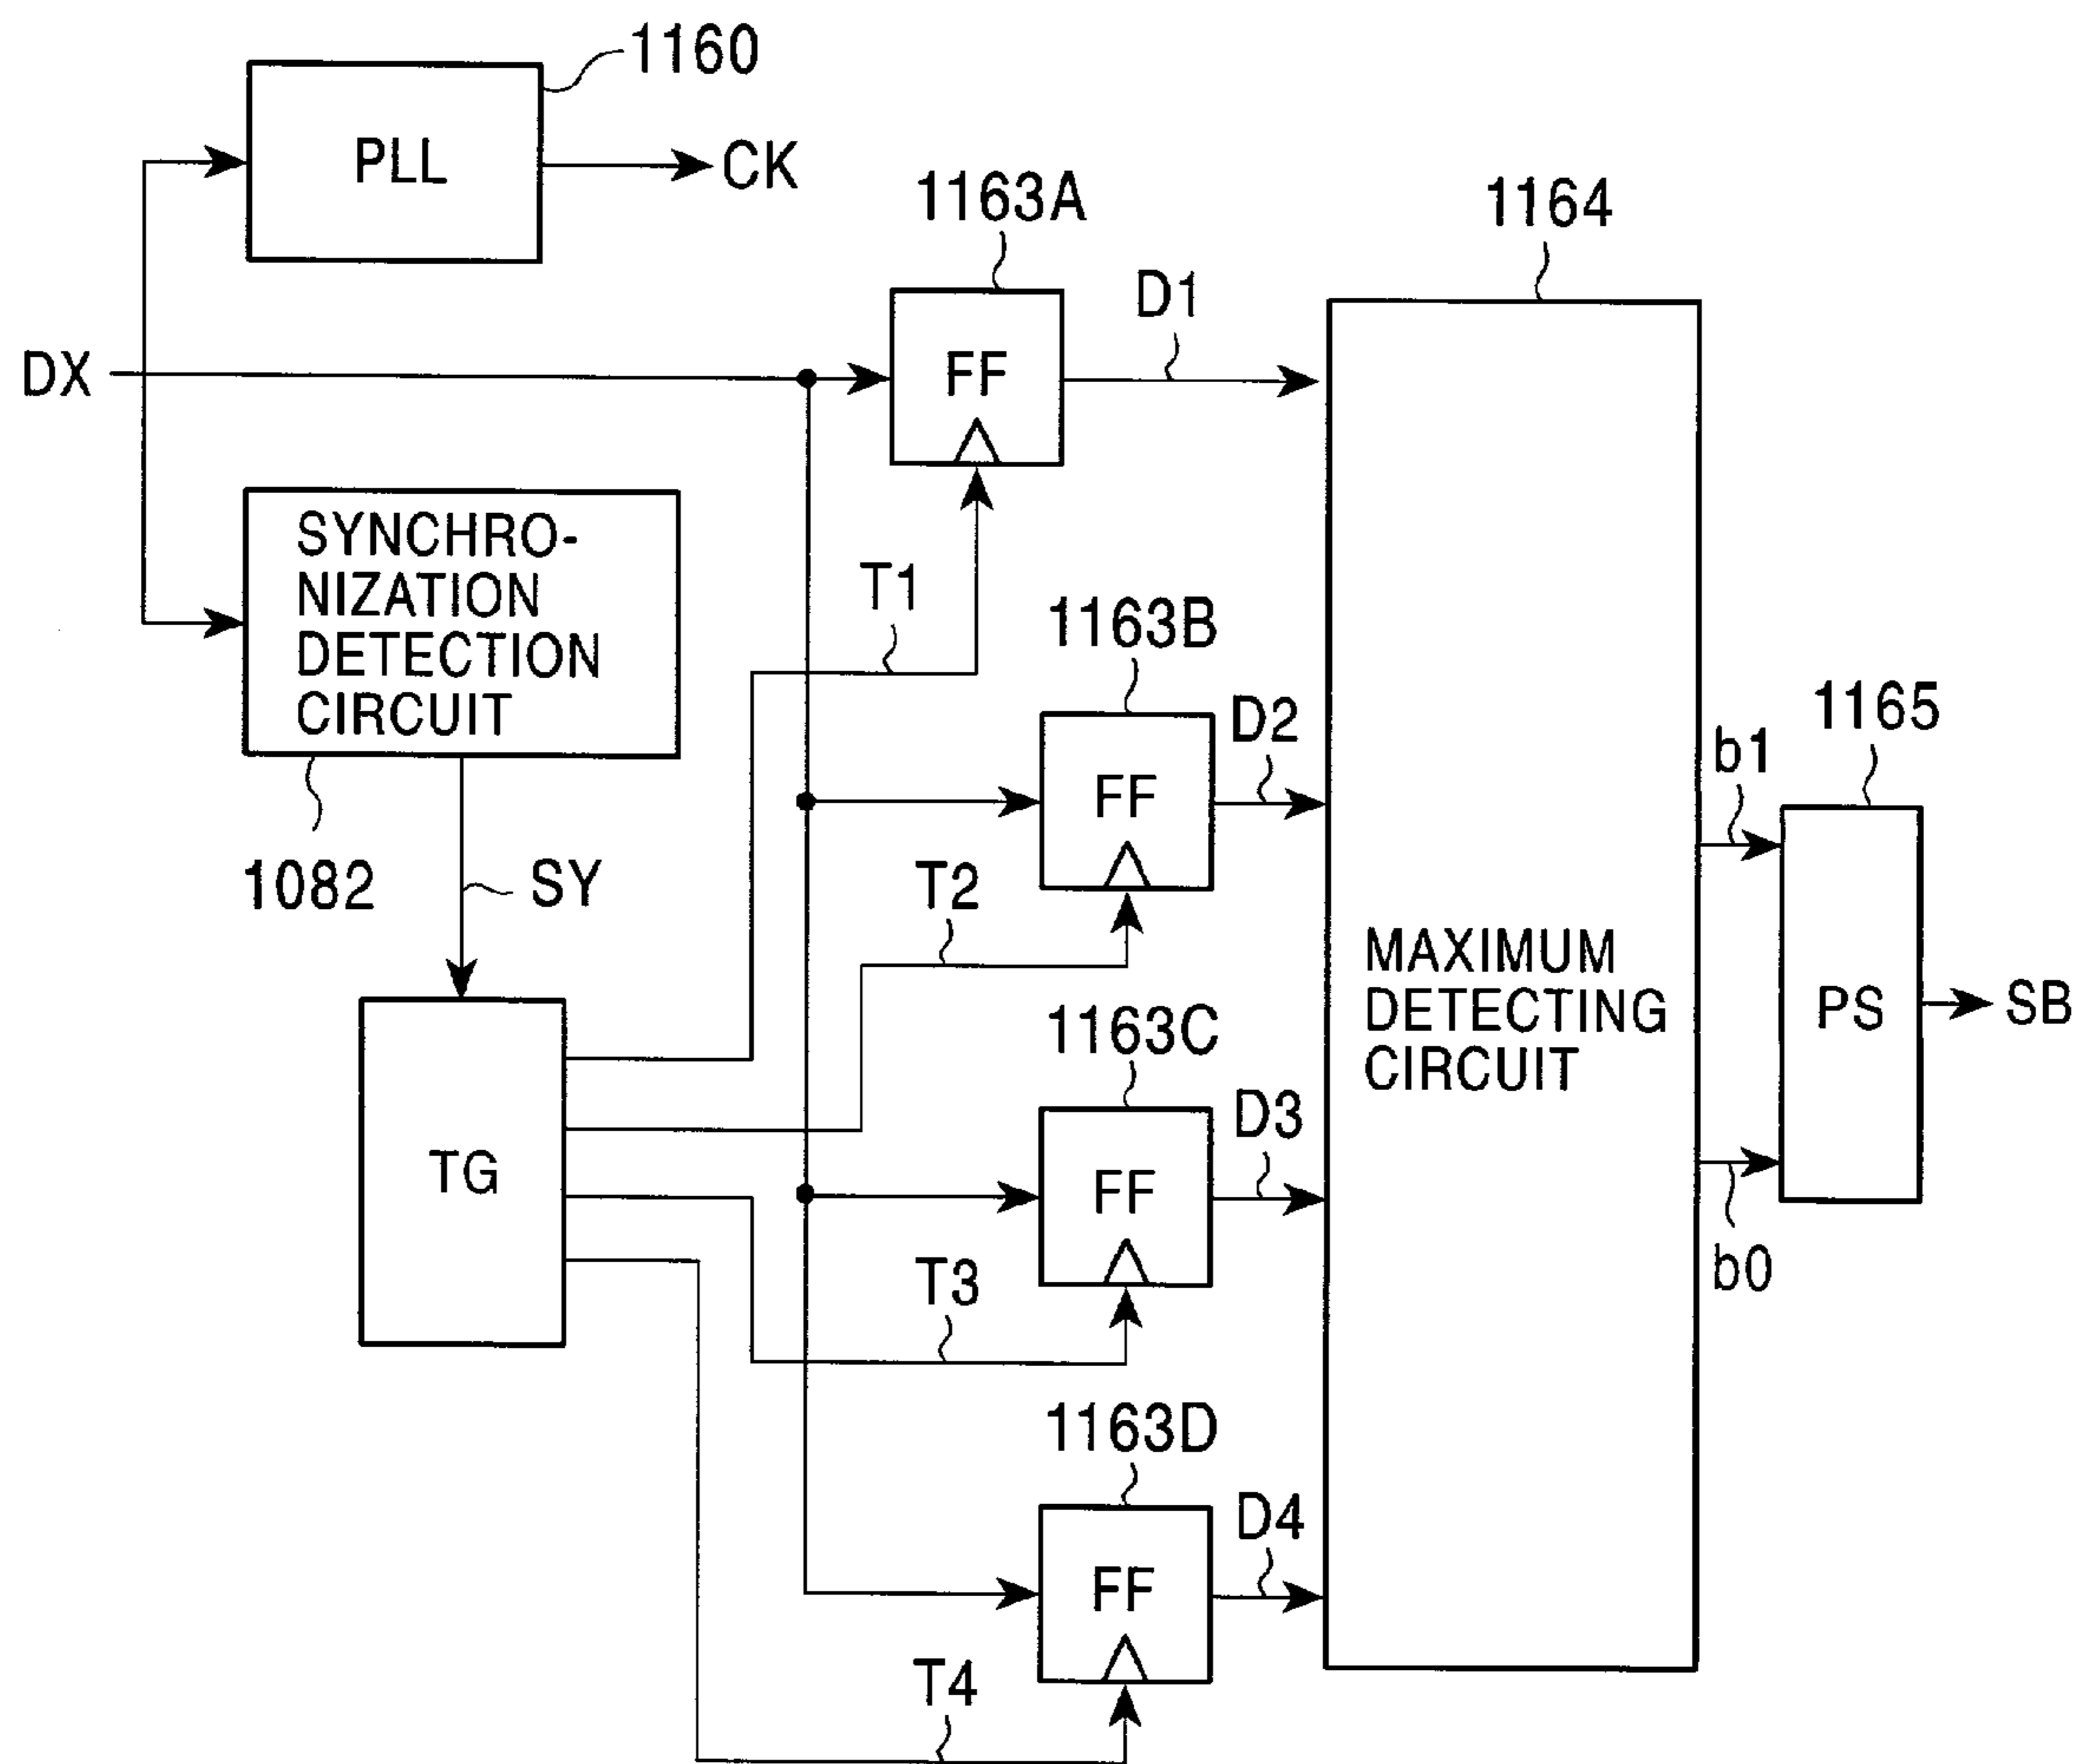 1160
PLL
CK
1163A
1164
D1
DX
FF
SYNCHRO-
NIZATION
DETECTION
CIRCUIT
T1
1163B
1165
D2
b1
FF
1082
SY
T2
MAXIMUM
DETECTING
CIRCUIT
PS
SB
1163C
D3
TG
FF
b0
T3
1163D
D4
FF
T4